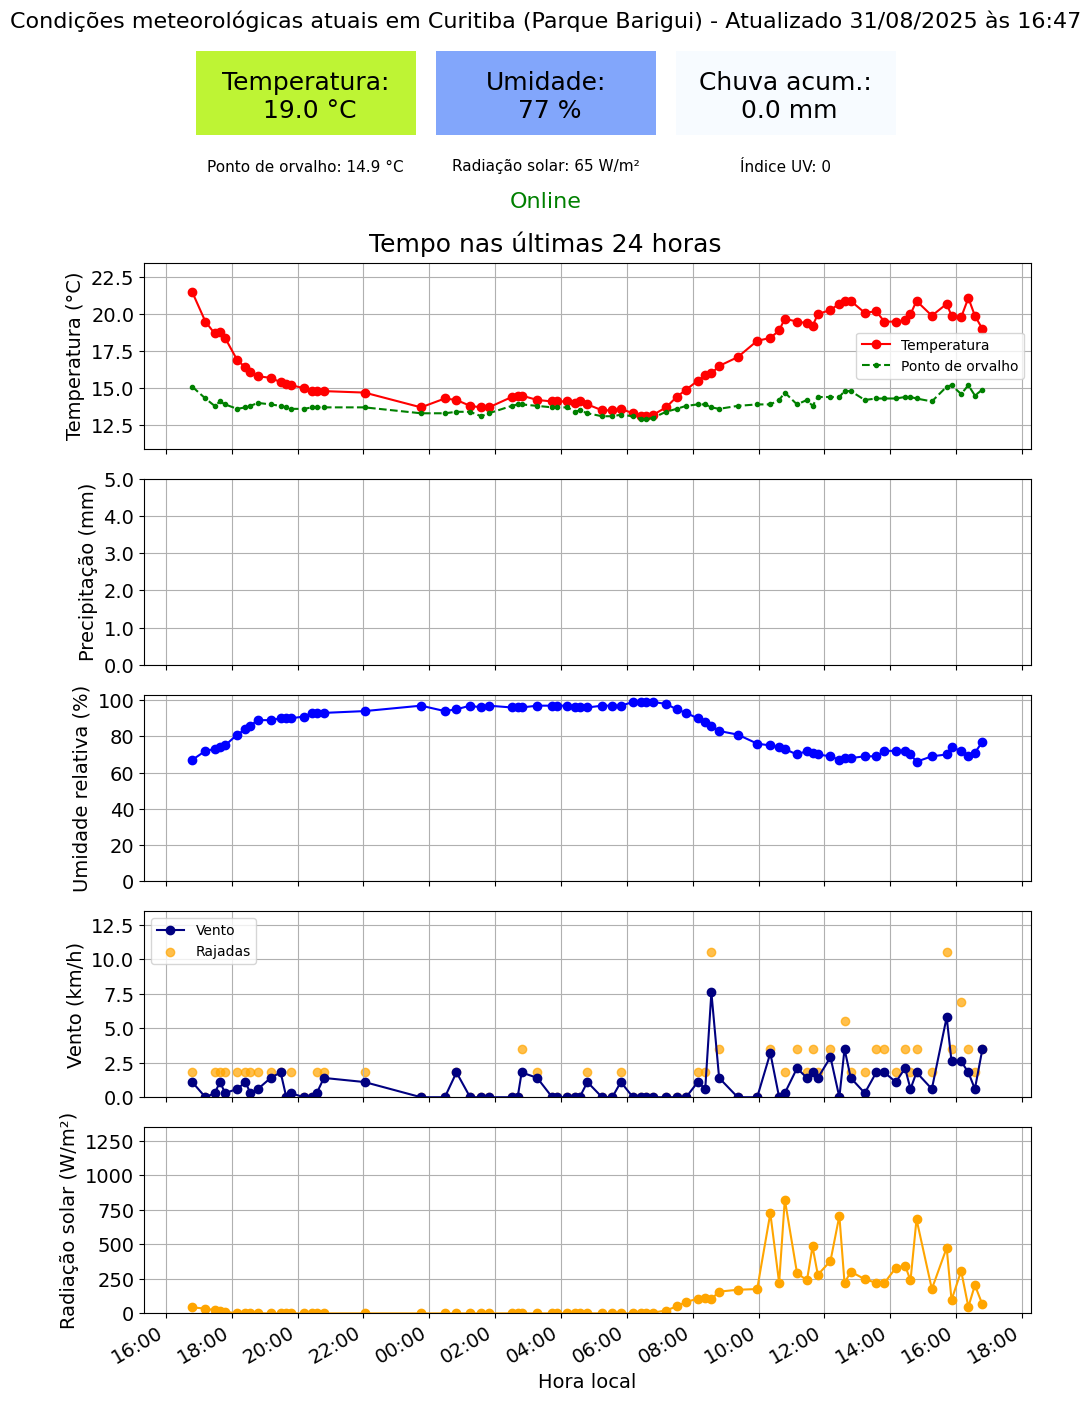 Condições meteorológicas atuais em Curitiba (Parque Barigui) - Atualizado 31/08/2025 às 16:47
Temperatura:
19.0 °C
Umidade:
77 %
Chuva acum.:
0.0 mm
Ponto de orvalho: 14.9 °C
Radiação solar: 65 W/m²
Índice UV: 0
Online
Tempo nas últimas 24 horas
Temperatura (°C)
22.5
20.0
17.5
15.0
12.5
Temperatura
Ponto de orvalho
Precipitação (mm)
5.0
4.0
3.0
2.0
1.0
0.0
Umidade relativa (%)
100
80
60
40
20
0
Vento (km/h)
12.5
10.0
7.5
5.0
2.5
0.0
Vento
Rajadas
Radiação solar (W/m²)
1250
1000
750
500
250
0
16:00
18:00
20:00
22:00
00:00
02:00
04:00
06:00
08:00
10:00
12:00
14:00
16:00
18:00
Hora local